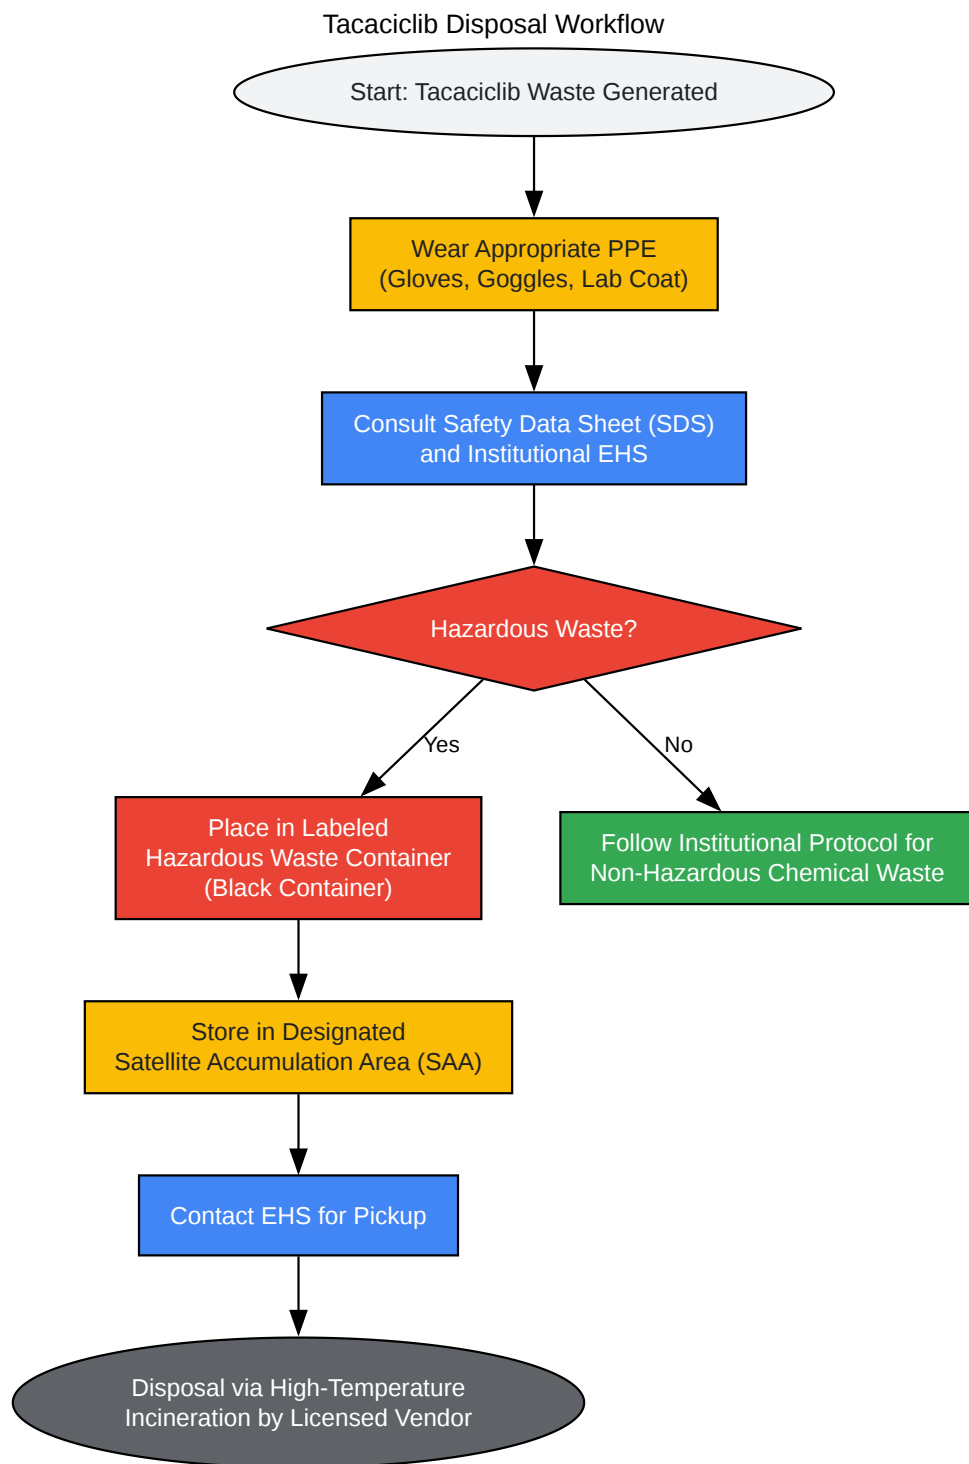 Tacaciclib Disposal Workflow
Start: Tacaciclib Waste Generated
Wear Appropriate PPE
(Gloves, Goggles, Lab Coat)
Consult Safety Data Sheet (SDS)
and Institutional EHS
Hazardous Waste?
Yes
No
Place in Labeled
Hazardous Waste Container
(Black Container)
Follow Institutional Protocol for
Non-Hazardous Chemical Waste
Store in Designated
Satellite Accumulation Area (SAA)
Contact EHS for Pickup
Disposal via High-Temperature
Incineration by Licensed Vendor